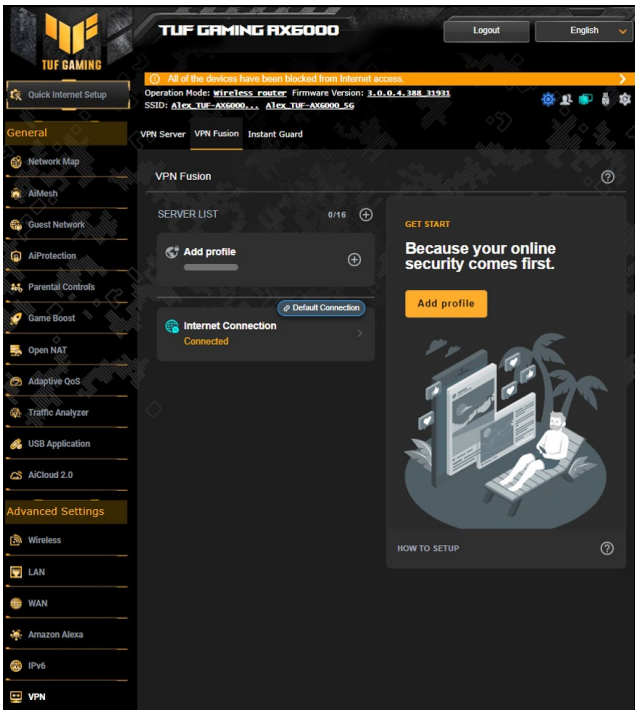 TUF GAMING AX6000
Logout
English
TUF GAMING
All of the devices have been blocked from Internet access.
Quick Internet Setup
Operation Mode: Wireless router Firmware Version: 3.0.0.4.388_31931
SSID: Alex_TUF-AX6000... Alex_TUF-AX6000_5G
General
VPN Server VPN Fusion Instant Guard
Network Map
AiMesh
Guest Network
AiProtection
Parental Controls
Game Boost
Open NAT
Adaptive QoS
Traffic Analyzer
USB Application
AiCloud 2.0
Advanced Settings
Wireless
LAN
WAN
Amazon Alexa
IPv6
VPN
VPN Fusion
SERVER LIST 0/16
Add profile
Default Connection
Internet Connection
Connected
GET START
Because your online
security comes first.
Add profile
HOW TO SETUP